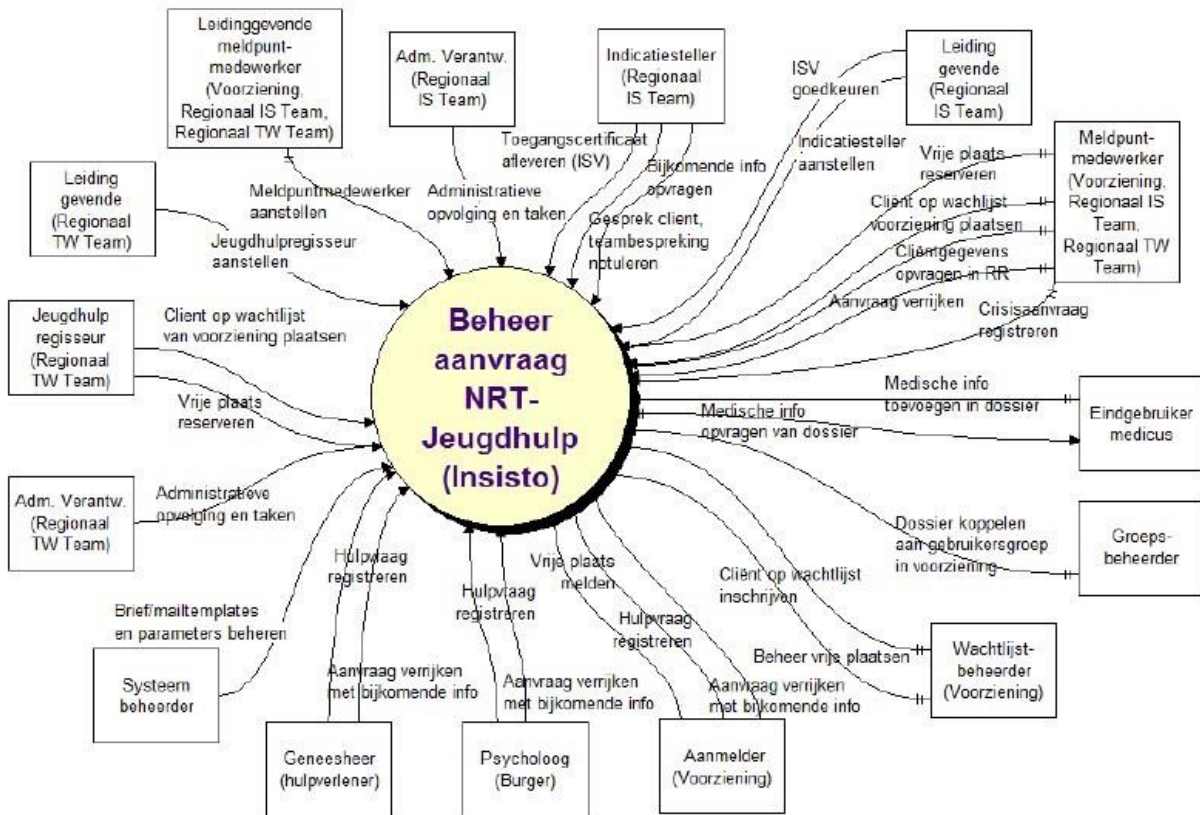 Leidinggevende
meldpunt-
medewerker
(Voorziening,
Regionaal IS Team,
Regionaal TW Team)
Adm. Verantw.
(Regionaal
IS Team)
Indicatiesteller
(Regionaal
IS Team)
Leiding
gevende
(Regionaal
IS Team)
ISV
goedkeuren
Toegangscertificaat
afleveren (ISV)
Bijkomende info
opvragen
Indicatiesteller
aanstellen
Vrije plaats
reserveren
Meldpunt-
medewerker
(Voorziening,
Regionaal IS
Team,
Regionaal TW
Team)
Leiding
gevende
(Regionaal
TW Team)
Meldpuntmedewerker
aanstellen
Administratieve
opvolging en taken
Gesprek client,
teambespreking
notuleren
Cliënt op wachlijst
voorziening plaatsen
Jeugdhulpregisseur
aanstellen
Cliëntgegevens
opvragen in RR
Aanvraag verrijken
Crisisaanvraag
registreren
Jeugdhulp
regisseur
(Regionaal
TW Team)
Client op wachtlijst
van voorziening plaatsen
Vrije plaats
reserveren
Beheer
aanvraag
NRT-
Jeugdhulp
(Insisto)
Medische info
toevoegen in dossier
Medische info
opvragen van dossier
Eindgebruiker
medicus
Adm. Verantw.
(Regionaal
TW Team)
Administratieve
opvolging en taken
Dossier koppelen
aan gebruikersgroep
in voorziening
Groeps-
beheerder
Hulpvraag
registreren
Hulpvraag
registreren
Vrije plaats
melden
Hulpvraag
registreren
Cliënt op wachtlijst
inschrijven
Brief/mailtemplates
en parameters beheren
Beheer vrije plaatsen
Wachtlijst-
beheerder
(Voorziening)
Systeem
beheerder
Aanvraag verrijken
met bijkomende info
Aanvraag verrijken
met bijkomende info
Aanvraag verrijken
met bijkomende info
Geneesheer
(hulpverlener)
Psycholoog
(Burger)
Aanmelder
(Voorziening)